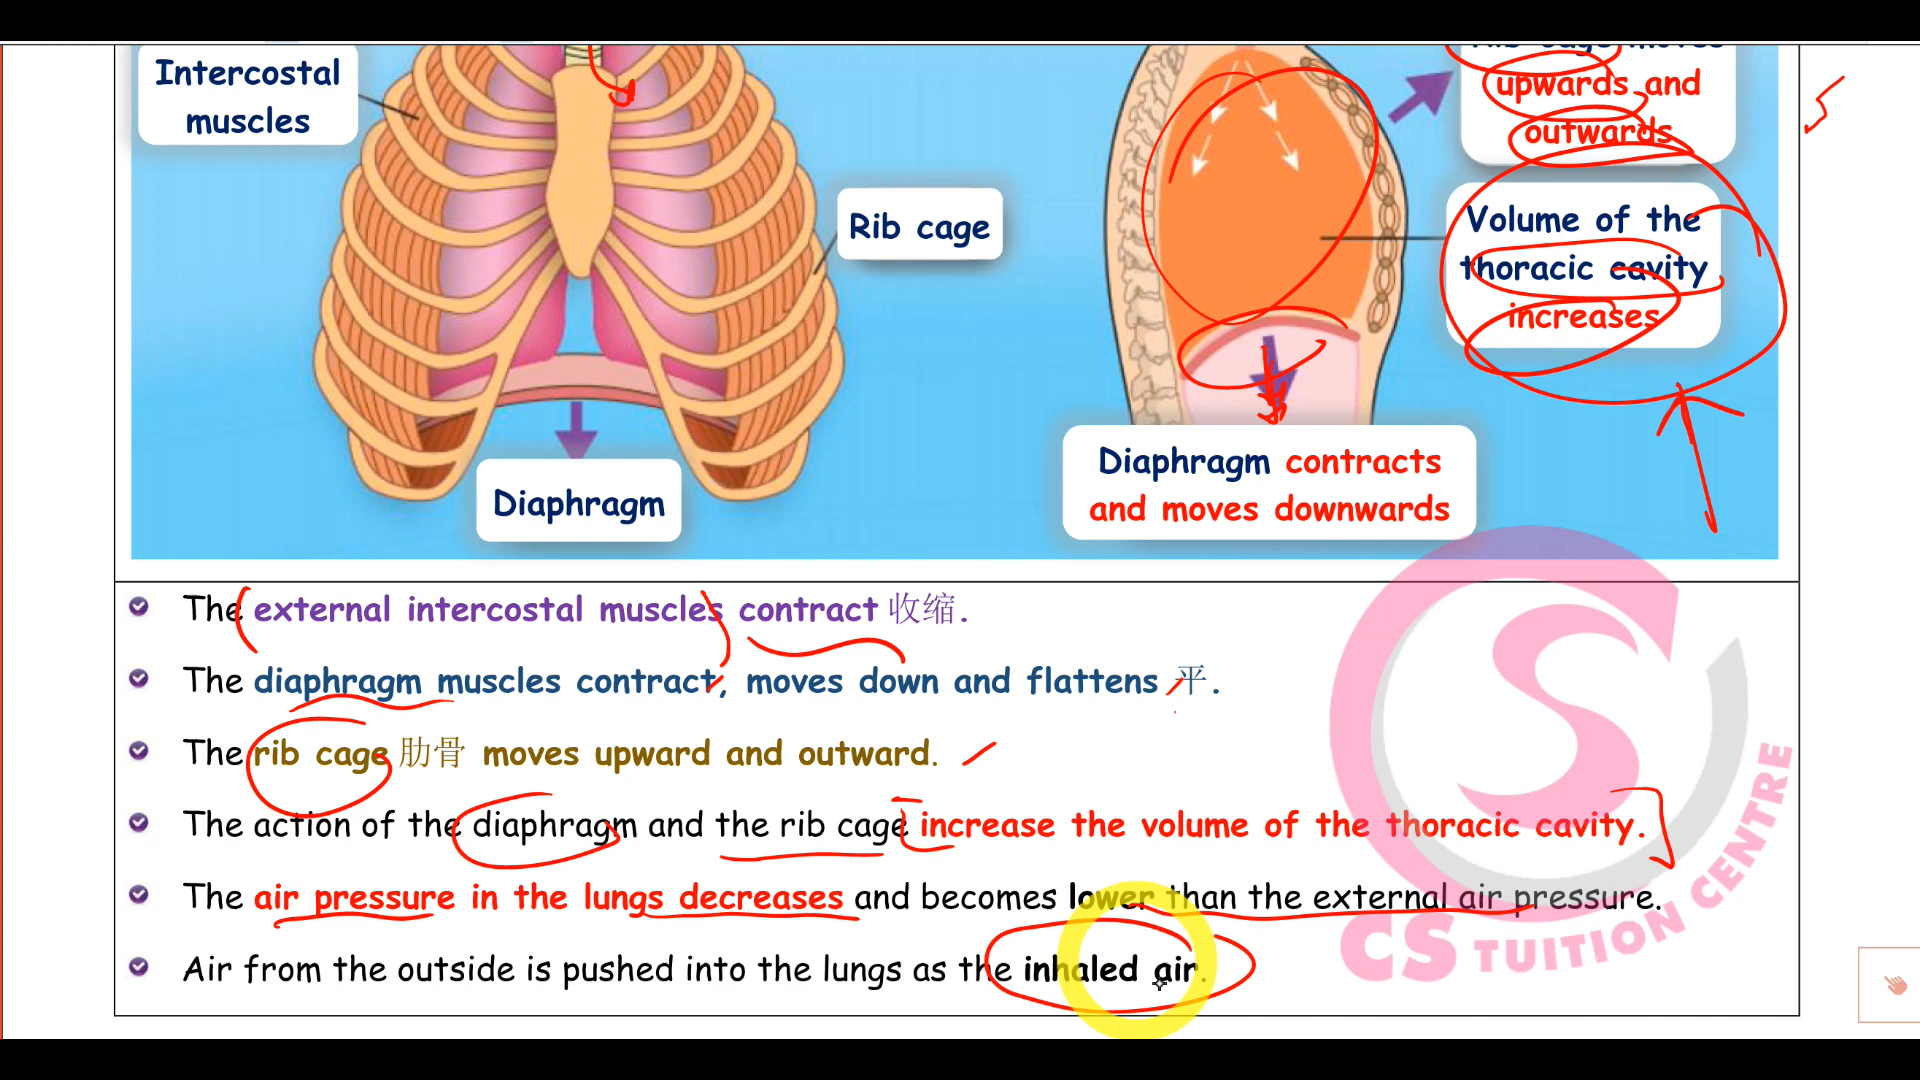 Intercostal
muscles
Rib cage
Diaphragm
Rib cage moves
upwards and
outwards
Volume of the
thoracic cavity
increases
Diaphragm contracts
and moves downwards
The external intercostal muscles contract 收缩.
The diaphragm muscles contract, moves down and flattens 平.
The rib cage 肋骨 moves upward and outward.
The action of the diaphragm and the rib cage increase the volume of the thoracic cavity.
The air pressure in the lungs decreases and becomes lower than the external air pressure.
Air from the outside is pushed into the lungs as the inhaled air.
CS TUITION CENTRE